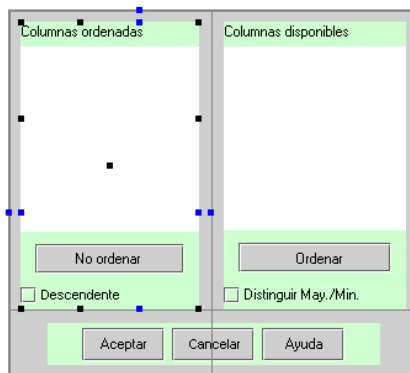 Columnas ordenadas
Columnas disponibles
No ordenar
Ordenar
Descendente
Distinguir May./Min.
Aceptar
Cancelar
Ayuda